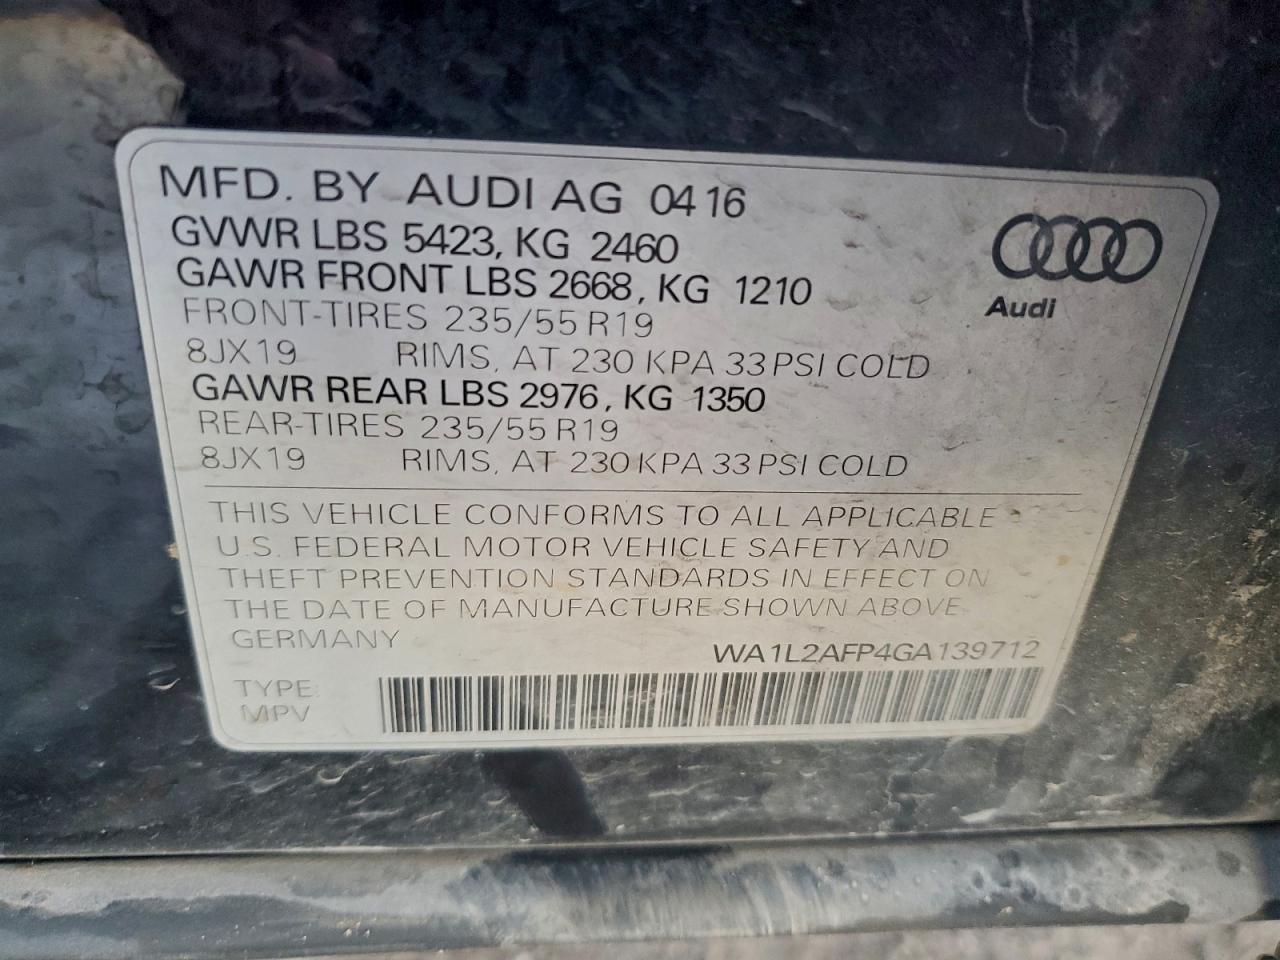 MFD. BY AUDI AG 04 16
GVWR LBS 5423, KG 2460
GAWR FRONT LBS 2668, KG 1210
FRONT-TIRES 235/55 R19
8JX19 RIMS, AT 230 KPA 33 PSI COLD
GAWR REAR LBS 2976, KG 1350
REAR-TIRES 235/55 R19
8JX19 RIMS, AT 230 KPA 33 PSI COLD
Audi
THIS VEHICLE CONFORMS TO ALL APPLICABLE
U.S. FEDERAL MOTOR VEHICLE SAFETY AND
THEFT PREVENTION STANDARDS IN EFFECT ON
THE DATE OF MANUFACTURE SHOWN ABOVE
GERMANY
WA1L2AFP4GA139712
TYPE:
MPV